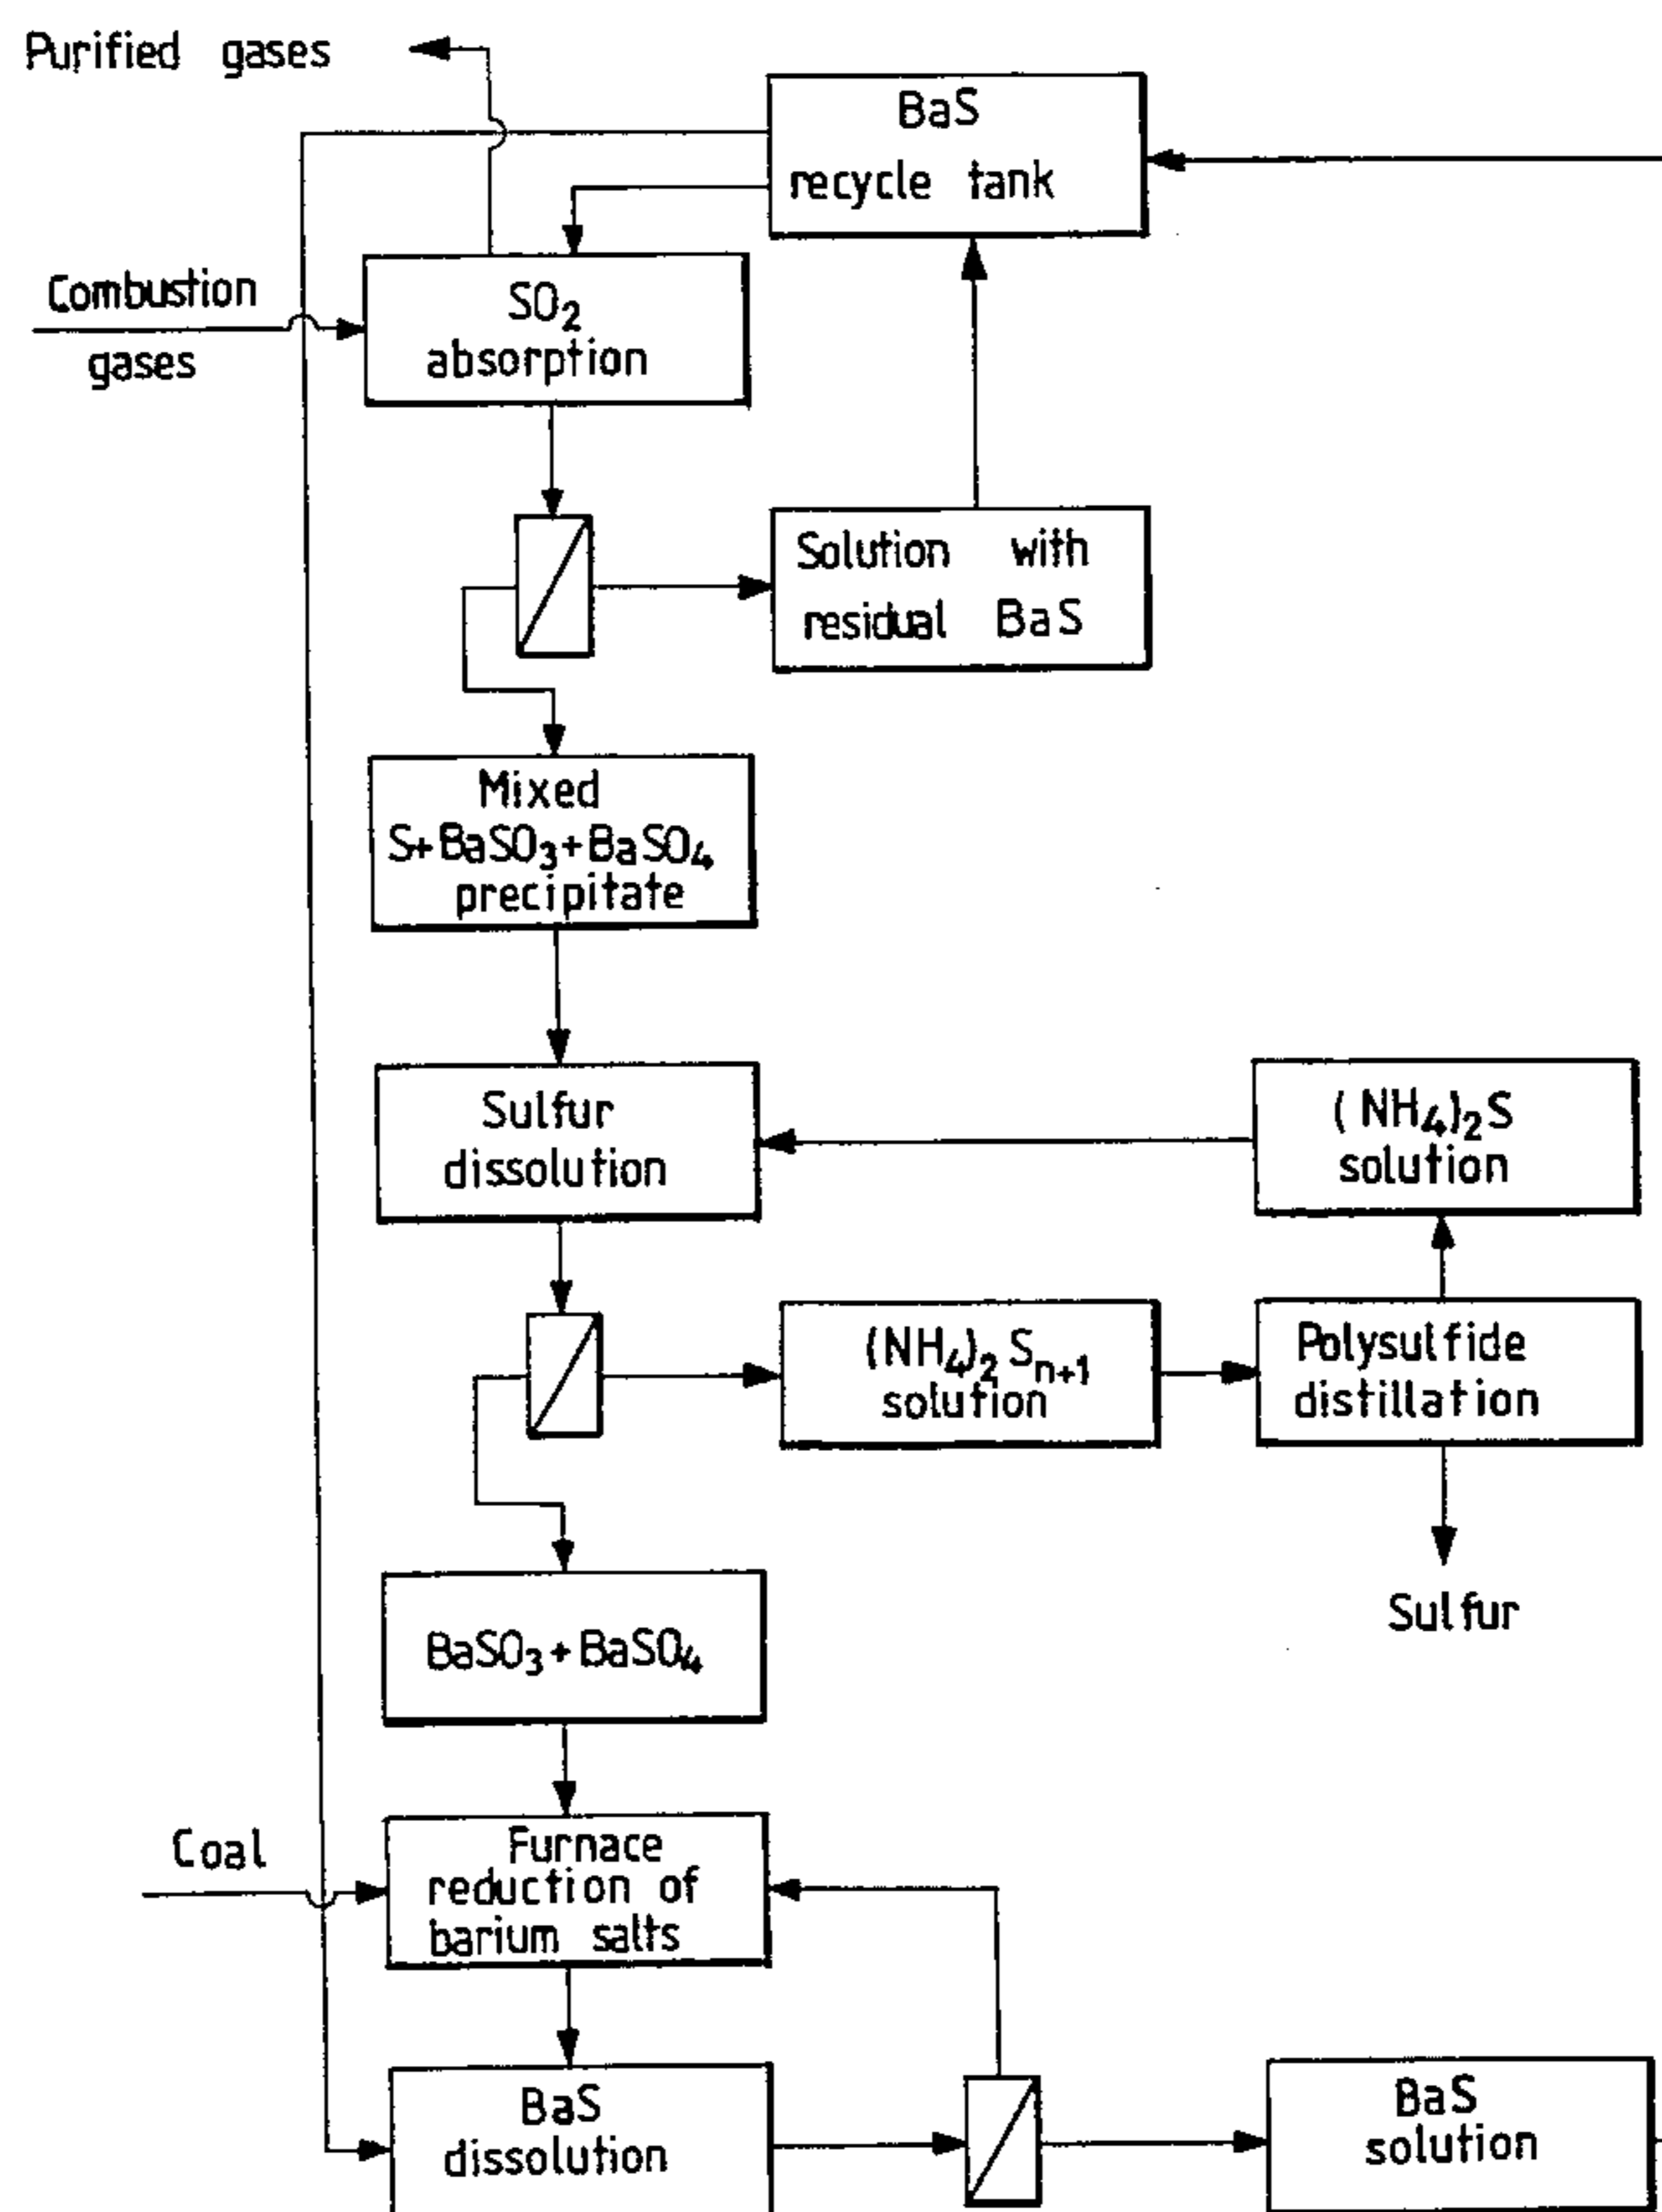 Purified gases
BaS
recycle tank
Combustion
gases
SO₂
absorption
Solution with
residual BaS
Mixed
S+BaSO₃+BaSO₄
precipitate
Sulfur
dissolution
(NH₄)₂S
solution
(NH₄)₂Sₙ₊₁
solution
Polysulfide
distillation
Sulfur
BaSO₃+BaSO₄
Coal
Furnace
reduction of
barium salts
BaS
dissolution
BaS
solution